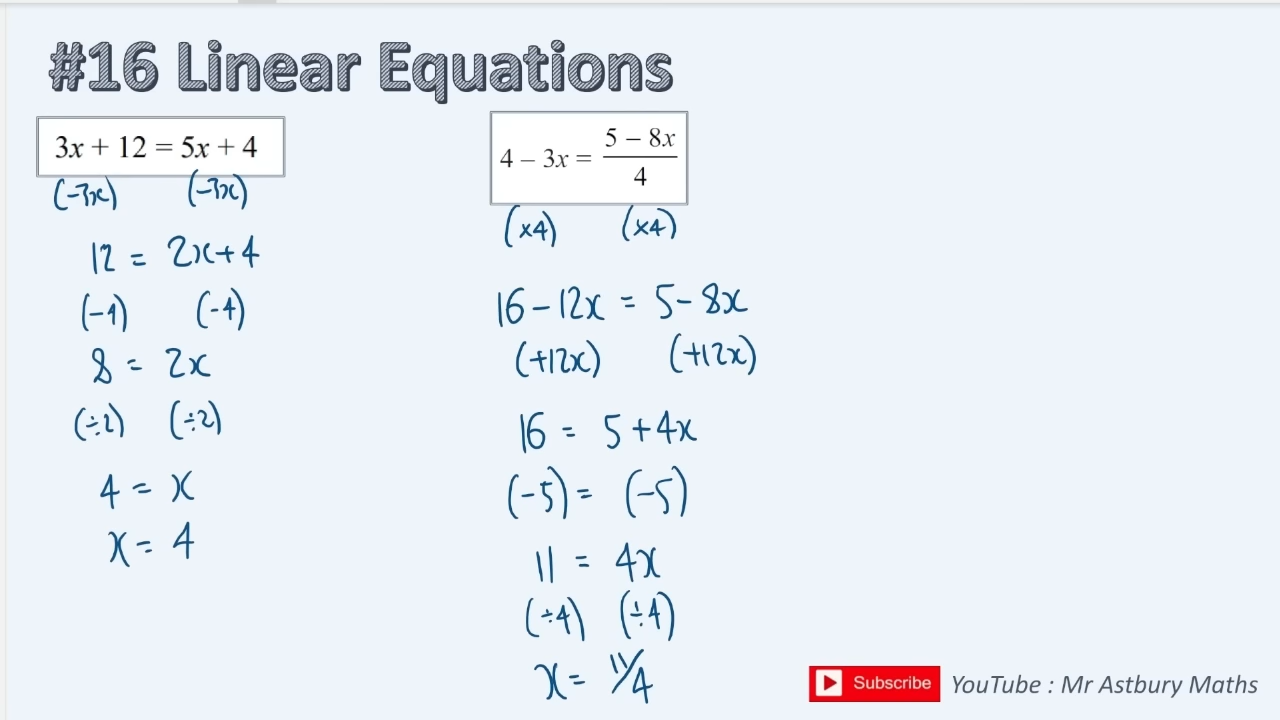 #16 Linear Equations
3x + 12 = 5x + 4
(-3x) (-3x)
12 = 2x+4
(-4) (-4)
8 = 2x
(÷2) (÷2)
4 = x
x = 4
4 – 3x = (5 – 8x)/4
(×4) (×4)
16 - 12x = 5 - 8x
(+12x) (+12x)
16 = 5 + 4x
(-5) = (-5)
11 = 4x
(÷4) (÷4)
x = 11/4
Subscribe YouTube : Mr Astbury Maths